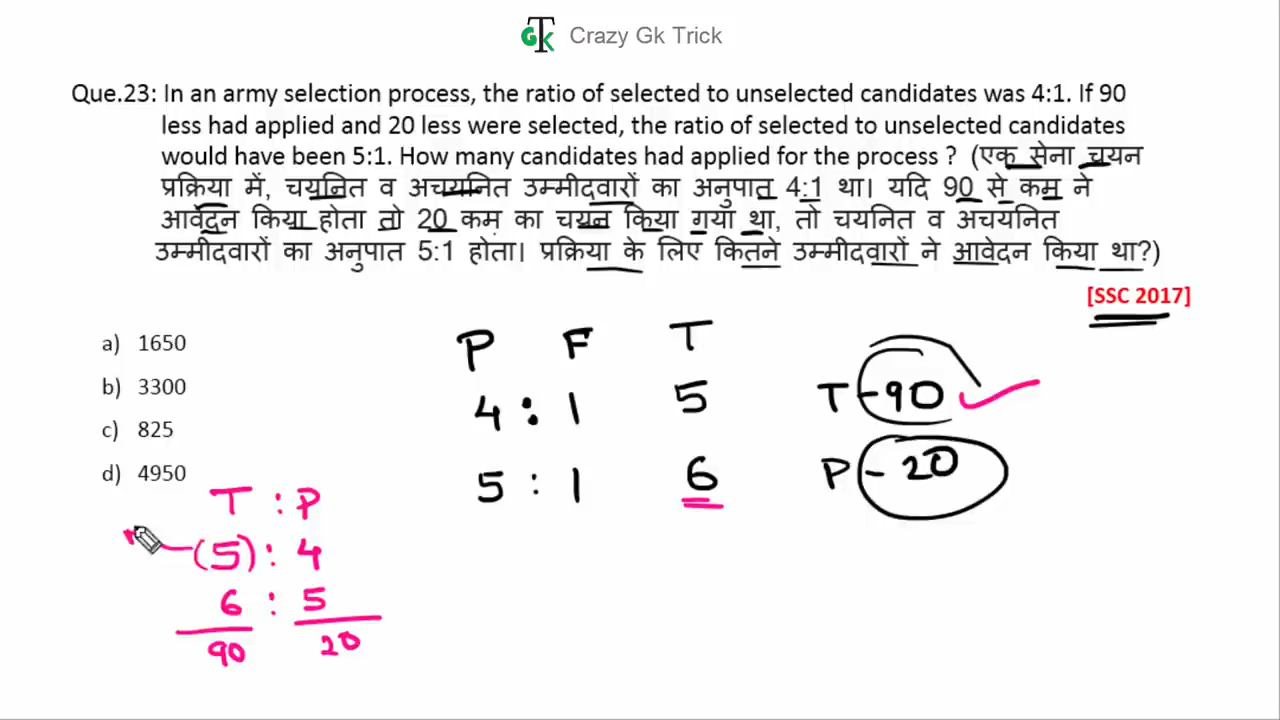 GK Crazy Gk Trick
Que.23: In an army selection process, the ratio of selected to unselected candidates was 4:1. If 90
less had applied and 20 less were selected, the ratio of selected to unselected candidates
would have been 5:1. How many candidates had applied for the process ? (एक सेना चयन
प्रक्रिया में, चयनित व अचयनित उम्मीदवारों का अनुपात 4:1 था। यदि 90 से कम ने
आवेदन किया होता तो 20 कम का चयन किया गया था, तो चयनित व अचयनित
उम्मीदवारों का अनुपात 5:1 होता। प्रक्रिया के लिए कितने उम्मीदवारों ने आवेदन किया था?)
[SSC 2017]
a) 1650
b) 3300
c) 825
d) 4950
P F T
4 : 1 5
5 : 1 6
T - 90
P - 20
T : P
(5) : 4
6 : 5
90 20